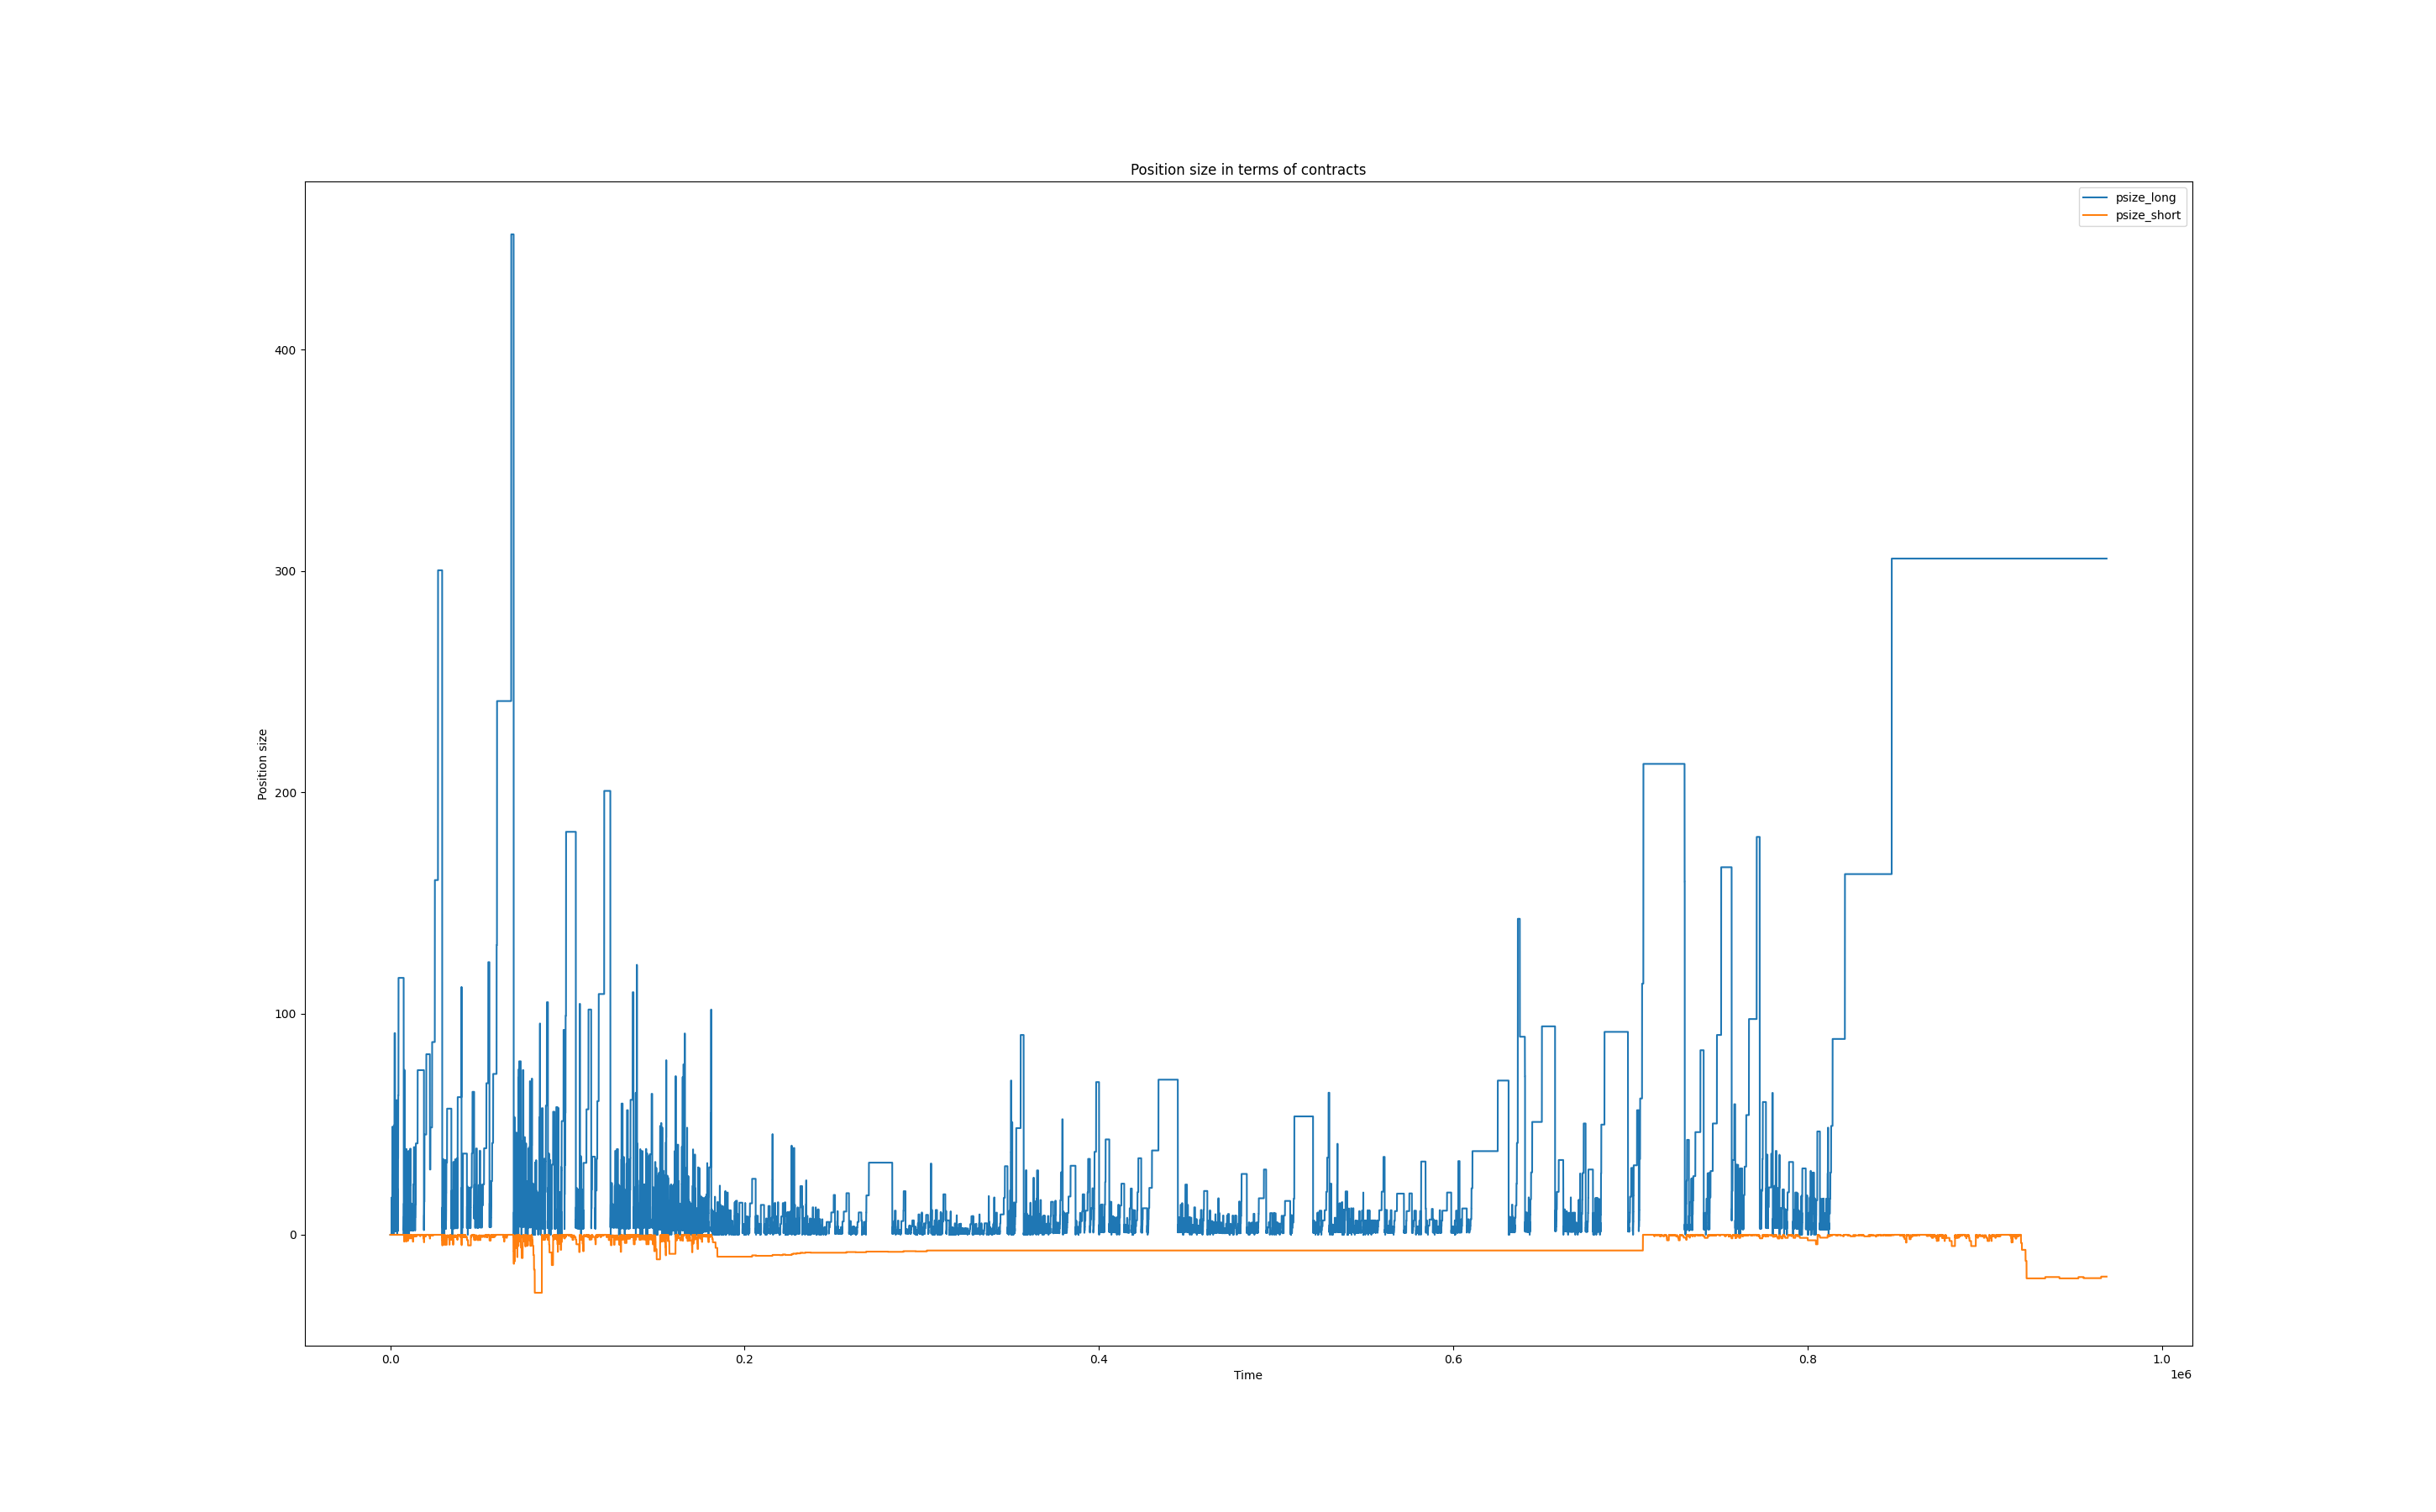 Position size in terms of contracts
psize_long
psize_short
Position size
400
300
200
100
0
0.0 0.2 0.4 0.6 0.8 1.0
1e6
Time